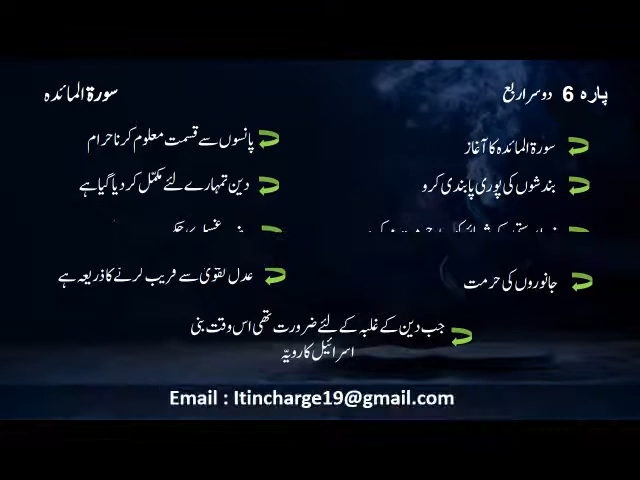 پارہ 6 دوسرا ربع
سورۃ المائدہ
سورۃ المائدہ کا آغاز
بندشوں کی پوری پابندی کرو
جانوروں کی حرمت
پانسوں سے قسمت معلوم کرنا حرام
دین تمہارے لئے مکمّل کر دیا گیا ہے
عدل تقویٰ سے قریب کرنے کا ذریعہ ہے
جب دین کے غلبہ کے لئے ضرورت تھی اس وقت بنی
اسرائیل کا رویّہ
Email : Itincharge19@gmail.com